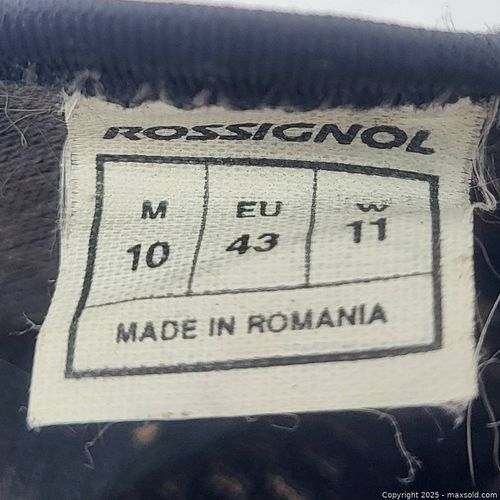 ROSSIGNOL
M EU W
10 43 11
MADE IN ROMANIA
Copyright © 2025 - maxsold.com